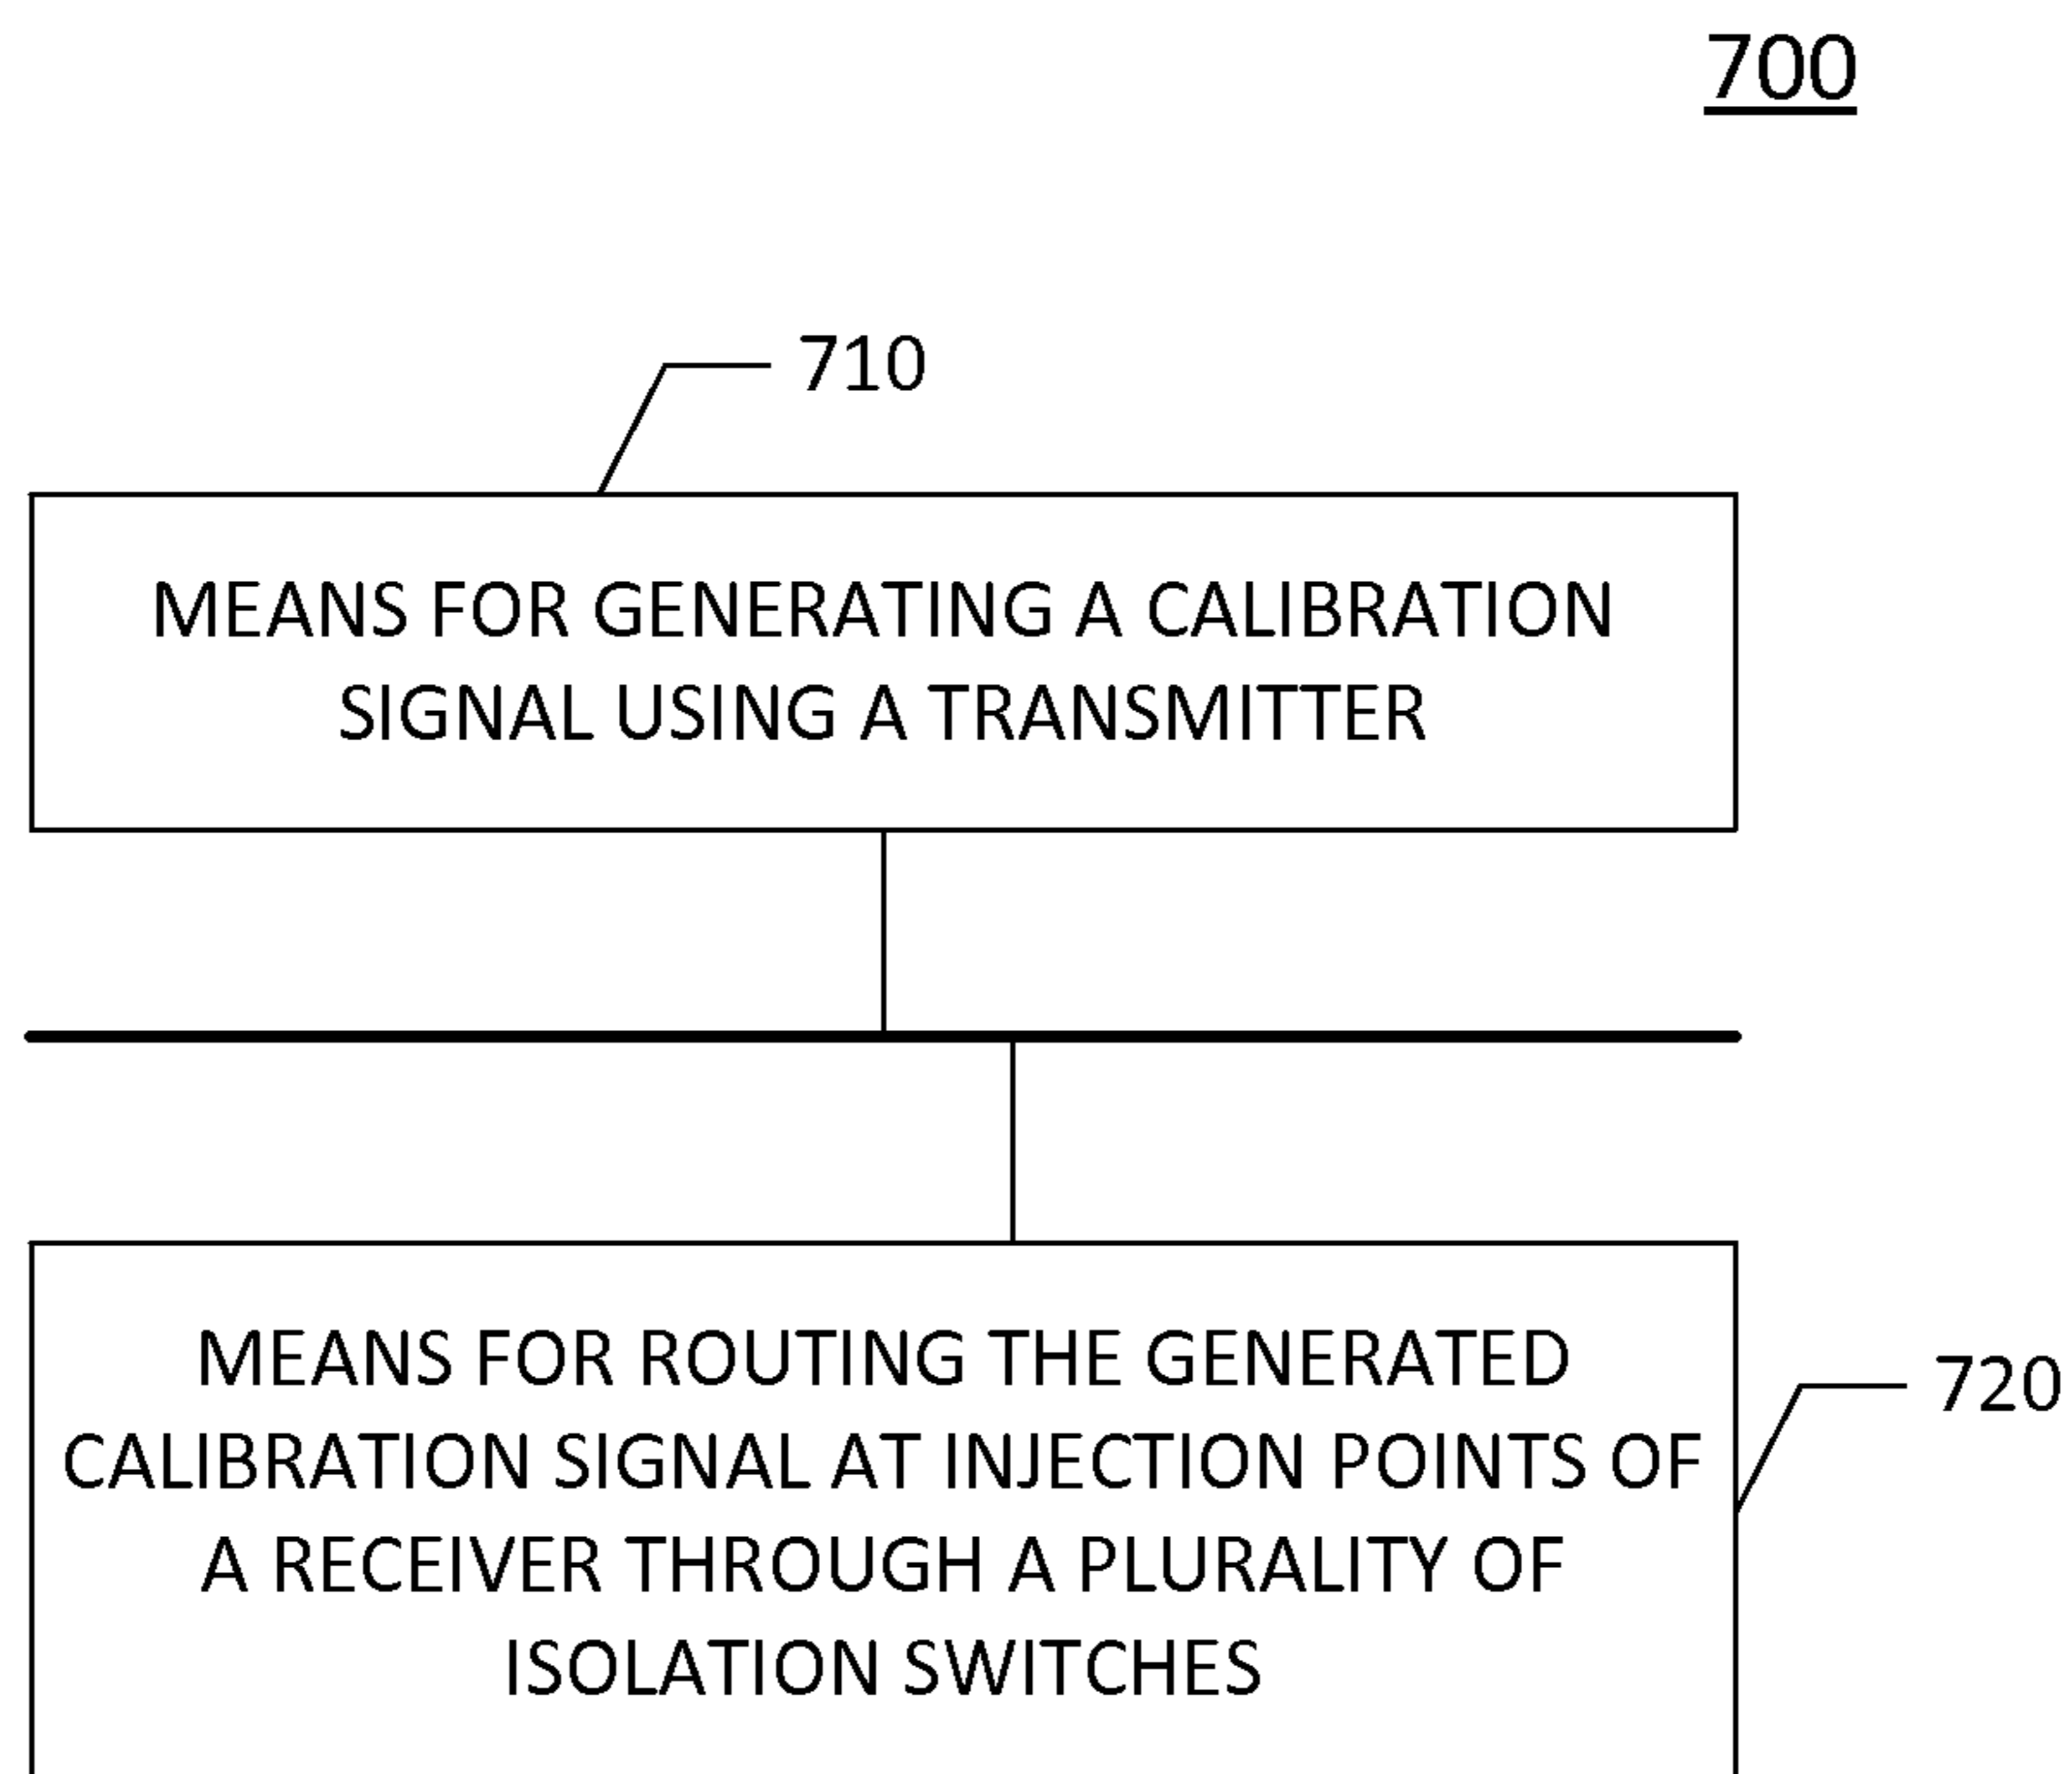 700
710
MEANS FOR GENERATING A CALIBRATION
SIGNAL USING A TRANSMITTER
MEANS FOR ROUTING THE GENERATED
CALIBRATION SIGNAL AT INJECTION POINTS OF
A RECEIVER THROUGH A PLURALITY OF
ISOLATION SWITCHES
720